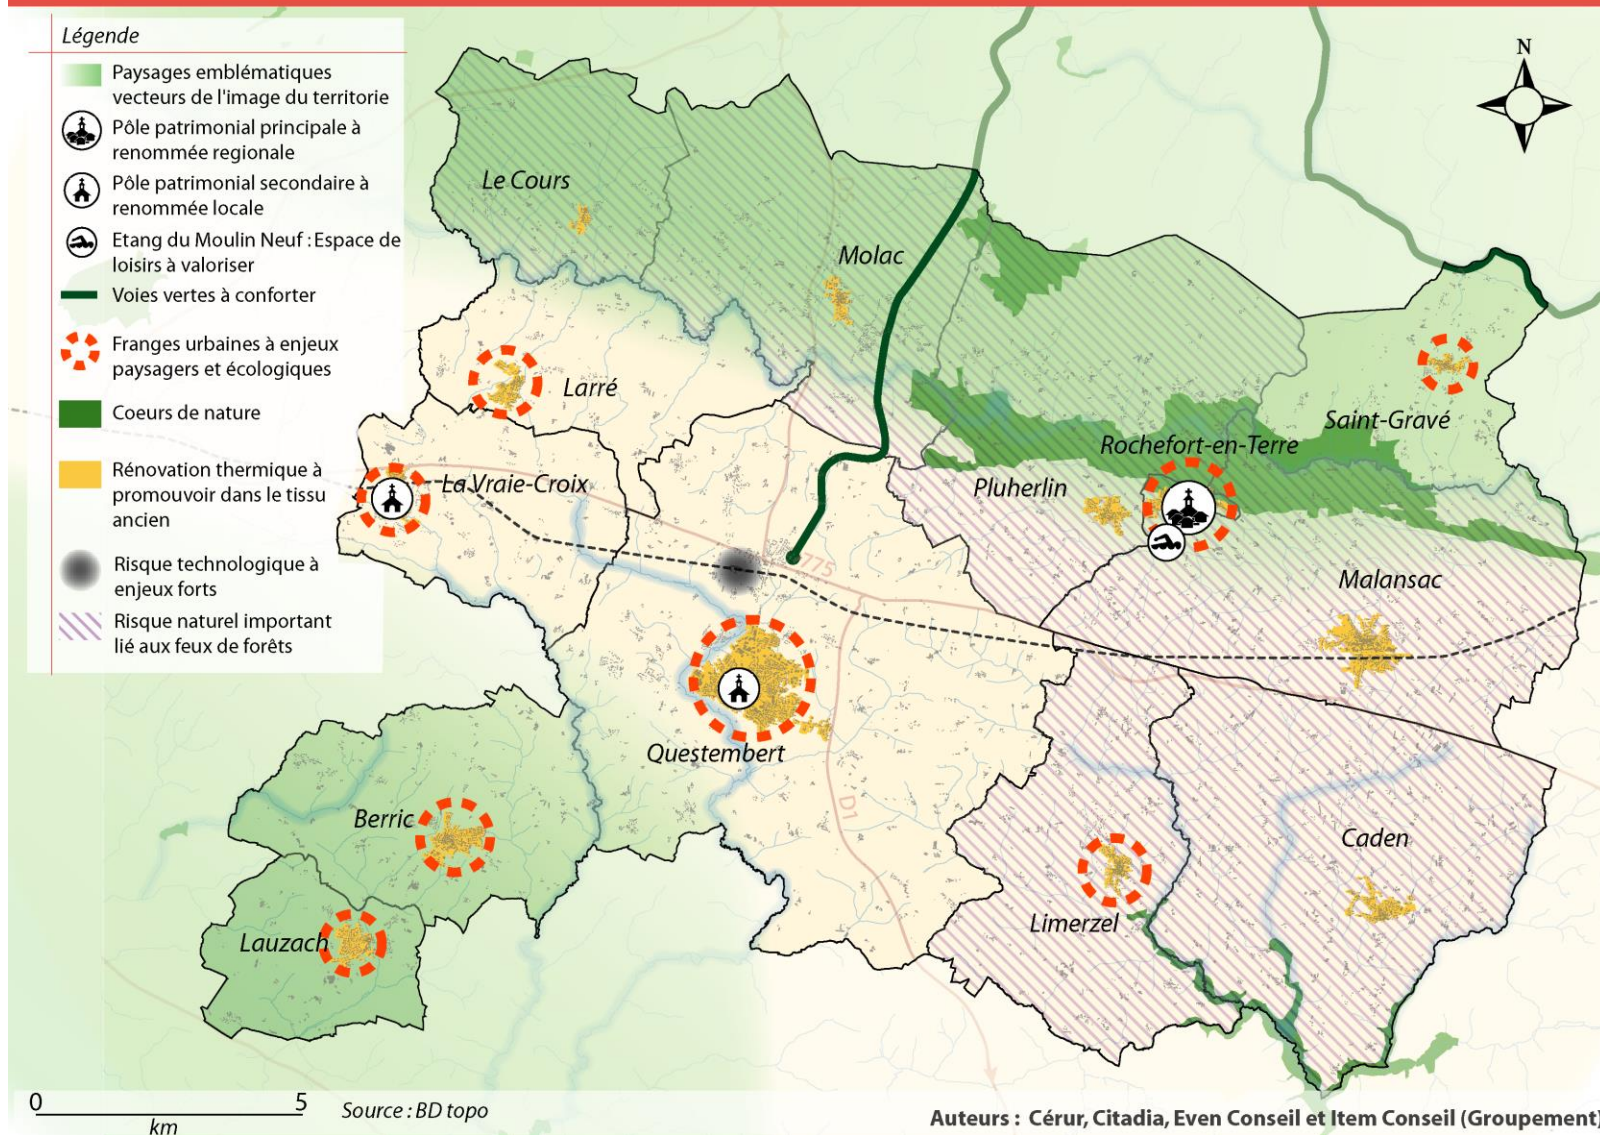 Légende
Paysages emblématiques
vecteurs de l'image du territorie
Pôle patrimonial principale à
renommée regionale
Pôle patrimonial secondaire à
renommée locale
Etang du Moulin Neuf : Espace de
loisirs à valoriser
Voies vertes à conforter
Franges urbaines à enjeux
paysagers et écologiques
Coeurs de nature
Rénovation thermique à
promouvoir dans le tissu
ancien
Risque technologique à
enjeux forts
Risque naturel important
lié aux feux de forêts
N
Le Cours
Molac
Larré
Saint-Gravé
Rochefort-en-Terre
La Vraie-Croix
Pluherlin
775
Malansac
Questembert
D1
Berric
Caden
Limerzel
Lauzach
0 5
km
Source : BD topo
Auteurs : Cérur, Citadia, Even Conseil et Item Conseil (Groupement)